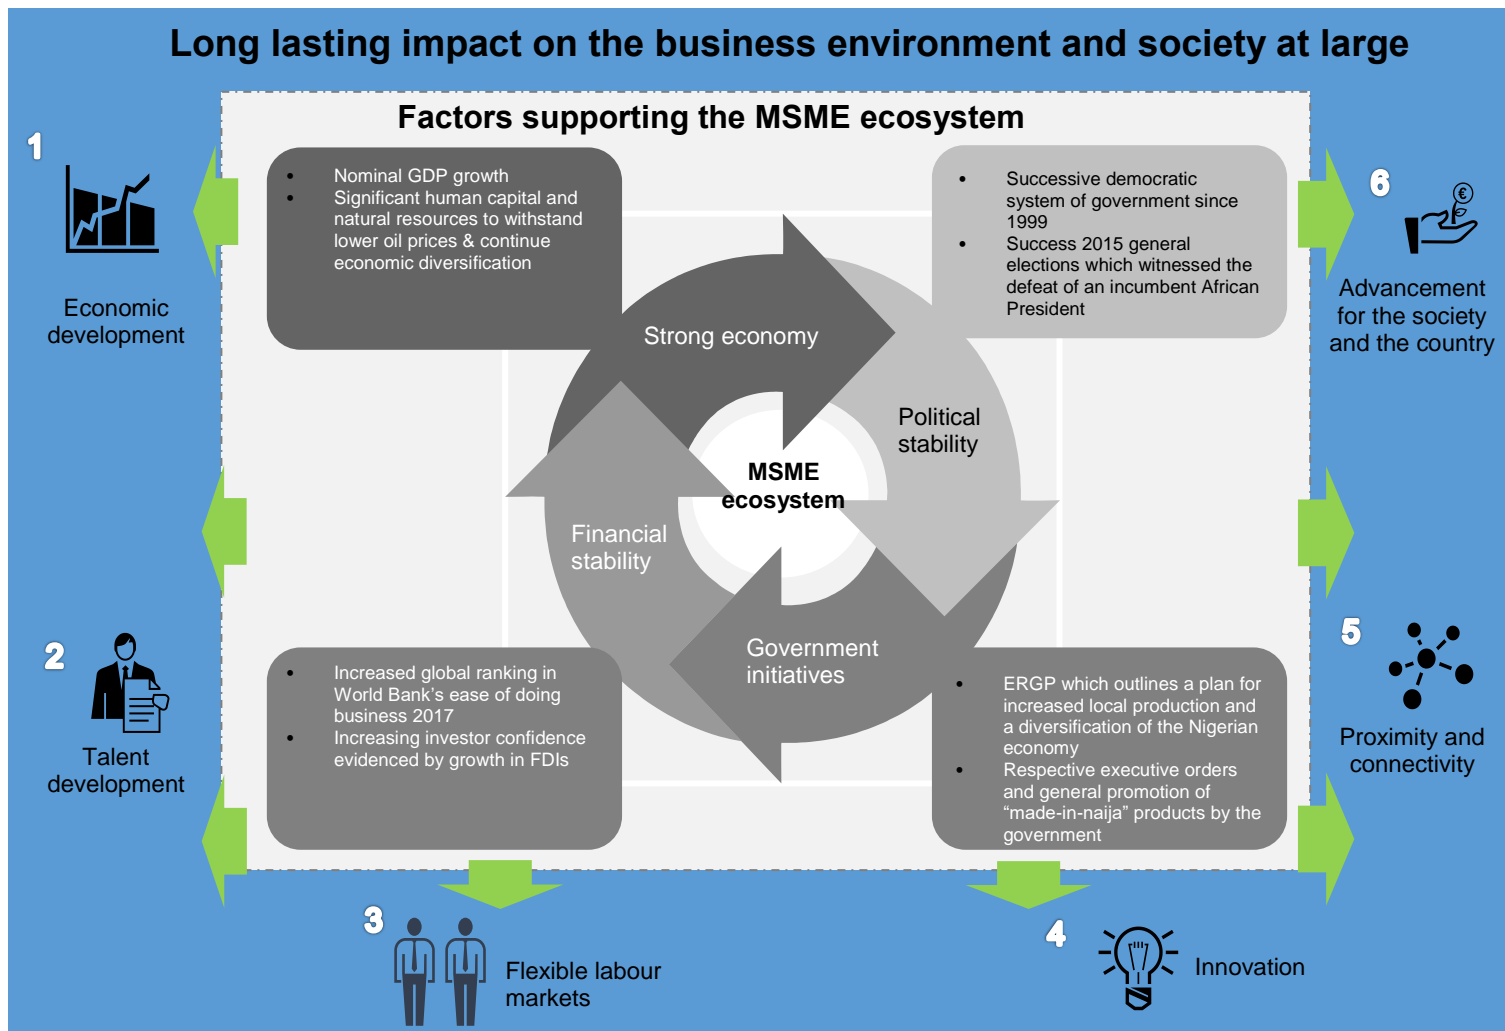 Long lasting impact on the business environment and society at large
Factors supporting the MSME ecosystem
1
Economic
development
• Nominal GDP growth
• Significant human capital and
natural resources to withstand
lower oil prices & continue
economic diversification
• Successive democratic
system of government since
1999
• Success 2015 general
elections which witnessed the
defeat of an incumbent African
President
6
€
Advancement
for the society
and the country
Strong economy
Political
stability
MSME
ecosystem
Financial
stability
Government
initiatives
2
Talent
development
• Increased global ranking in
World Bank’s ease of doing
business 2017
• Increasing investor confidence
evidenced by growth in FDIs
• ERGP which outlines a plan for
increased local production and
a diversification of the Nigerian
economy
• Respective executive orders
and general promotion of
“made-in-naija” products by the
government
5
Proximity and
connectivity
3
Flexible labour
markets
4
Innovation